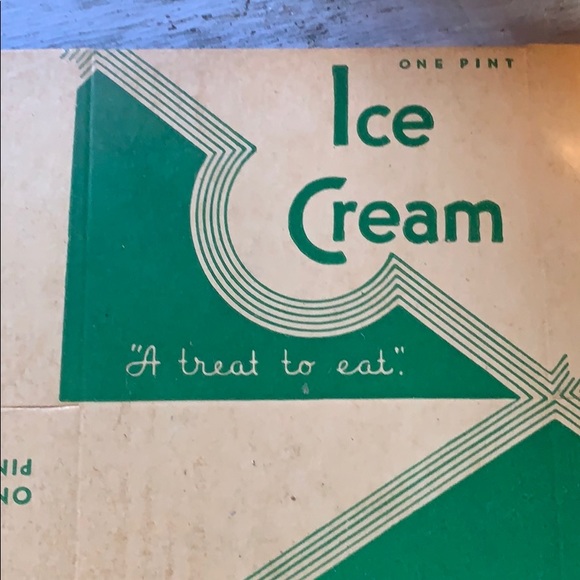 ONE PINT
Ice
Cream
"A treat to eat".